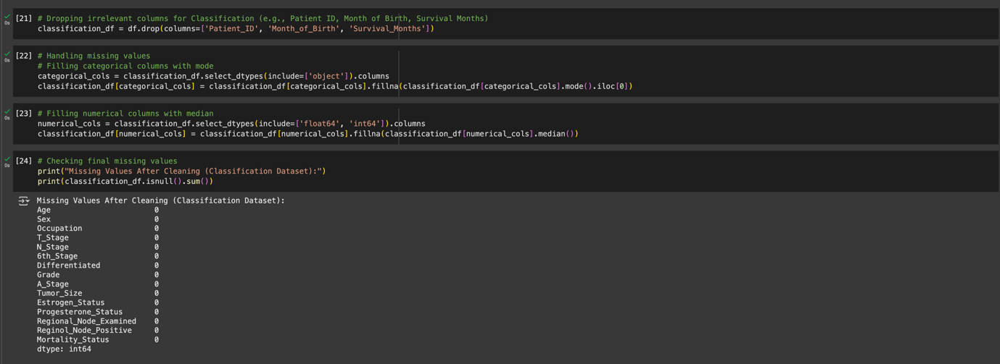 [21] # Dropping irrelevant columns for Classification (e.g., Patient ID, Month of Birth, Survival Months)
classification_df = df.drop(columns=['Patient_ID', 'Month_of_Birth', 'Survival_Months'])
0s
[22] # Handling missing values
# Filling categorical columns with mode
categorical_cols = classification_df.select_dtypes(include=['object']).columns
classification_df[categorical_cols] = classification_df[categorical_cols].fillna(classification_df[categorical_cols].mode().iloc[0])
0s
[23] # Filling numerical columns with median
numerical_cols = classification_df.select_dtypes(include=['float64', 'int64']).columns
classification_df[numerical_cols] = classification_df[numerical_cols].fillna(classification_df[numerical_cols].median())
0s
[24] # Checking final missing values
print("Missing Values After Cleaning (Classification Dataset):")
print(classification_df.isnull().sum())
0s
Missing Values After Cleaning (Classification Dataset):
Age 0
Sex 0
Occupation 0
T_Stage 0
N_Stage 0
6th_Stage 0
Differentiated 0
Grade 0
A_Stage 0
Tumor_Size 0
Estrogen_Status 0
Progesterone_Status 0
Regional_Node_Examined 0
Reginol_Node_Positive 0
Mortality_Status 0
dtype: int64